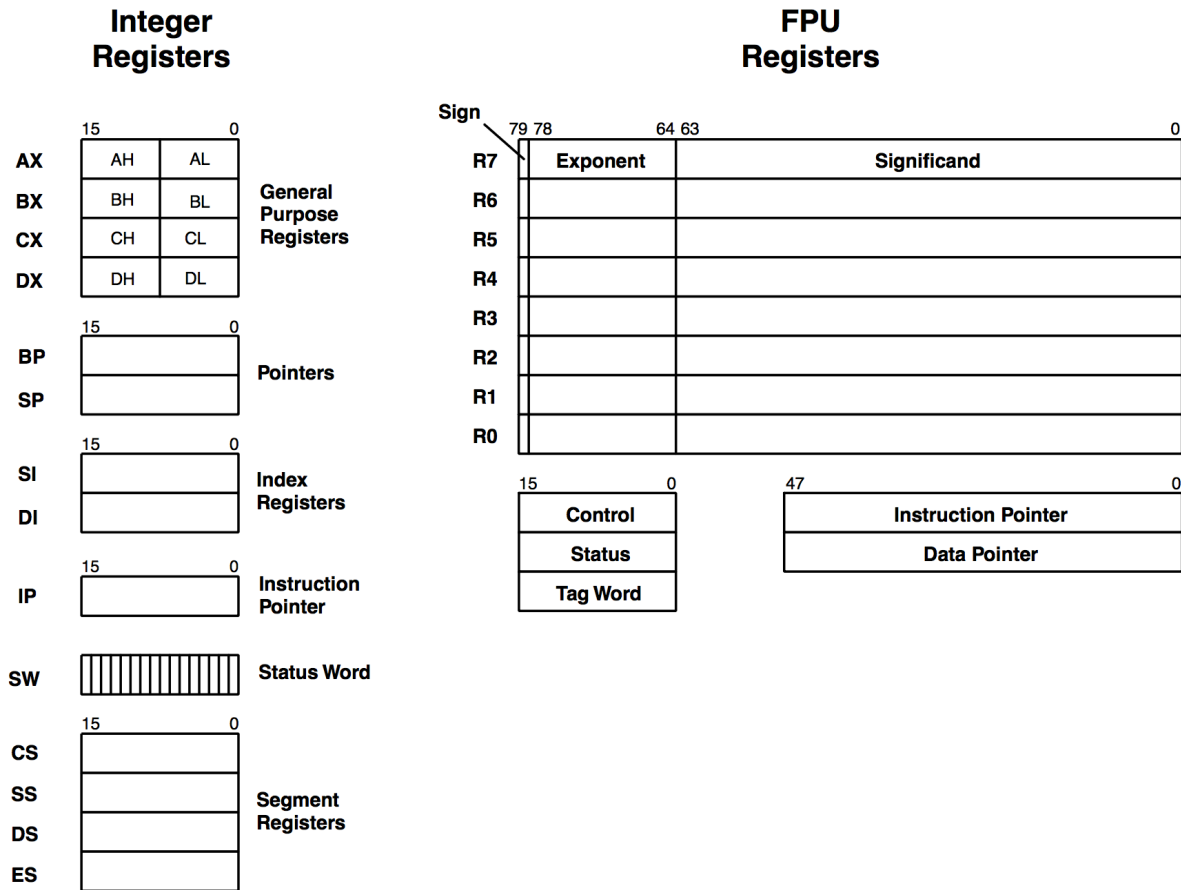 Integer
Registers
15 0
AX AH AL
BX BH BL
CX CH CL
DX DH DL
General
Purpose
Registers
15 0
BP
SP
Pointers
15 0
SI
DI
Index
Registers
15 0
IP
Instruction
Pointer
SW
Status Word
15 0
CS
SS
DS
ES
Segment
Registers
FPU
Registers
Sign
79 78 64 63 0
R7 Exponent Significand
R6
R5
R4
R3
R2
R1
R0
15 0
Control
Status
Tag Word
47 0
Instruction Pointer
Data Pointer